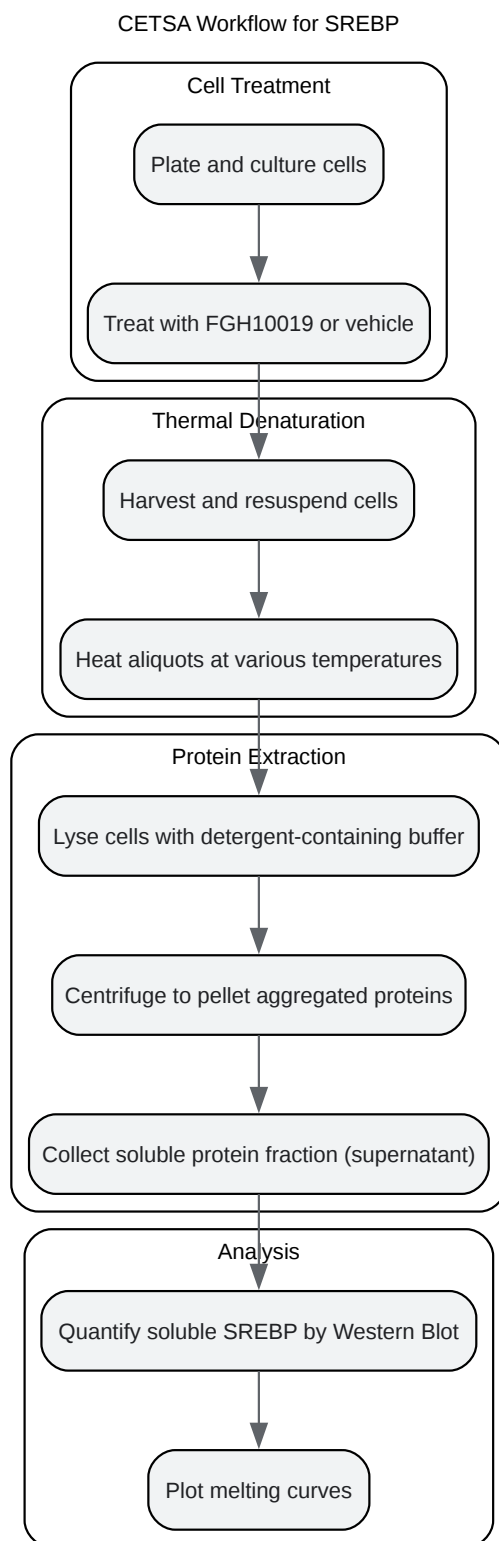 CETSA Workflow for SREBP
Cell Treatment
Plate and culture cells
Treat with FGH10019 or vehicle
Thermal Denaturation
Harvest and resuspend cells
Heat aliquots at various temperatures
Protein Extraction
Lyse cells with detergent-containing buffer
Centrifuge to pellet aggregated proteins
Collect soluble protein fraction (supernatant)
Analysis
Quantify soluble SREBP by Western Blot
Plot melting curves